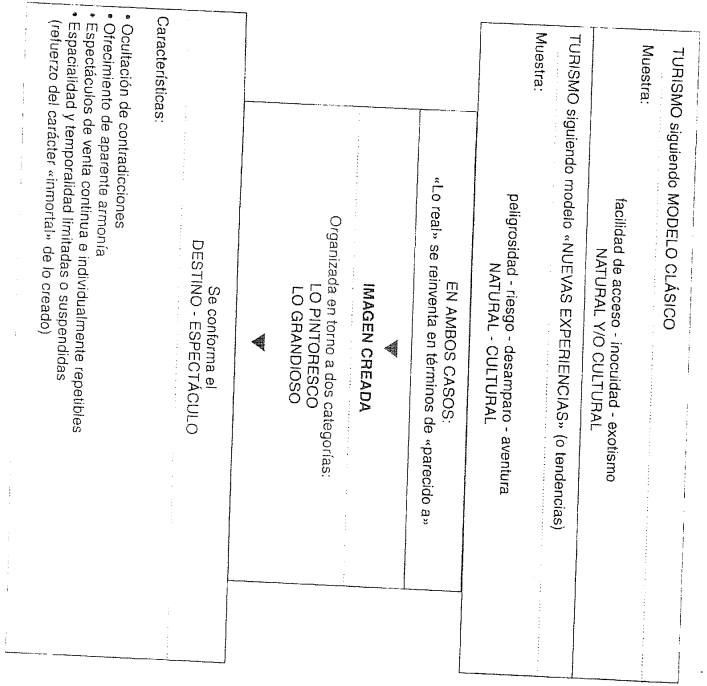 TURISMO siguiendo MODELO CLÁSICO
Muestra:
facilidad de acceso - inocuidad - exotismo
NATURAL Y/O CULTURAL
TURISMO siguiendo modelo «NUEVAS EXPERIENCIAS» (o tendencias)
Muestra:
peligrosidad - riesgo - desamparo - aventura
NATURAL - CULTURAL
EN AMBOS CASOS:
«Lo real» se reinventa en términos de «parecido a»
IMAGEN CREADA
Organizada en torno a dos categorías:
LO PINTORESCO
LO GRANDIOSO
Se conforma el
DESTINO - ESPECTÁCULO
Características:
• Ocultación de contradicciones
• Ofrecimiento de aparente armonía
• Espectáculos de venta continua e individualmente repetibles
• Espacialidad y temporalidad limitadas o suspendidas
(refuerzo del carácter «inmortal» de lo creado)